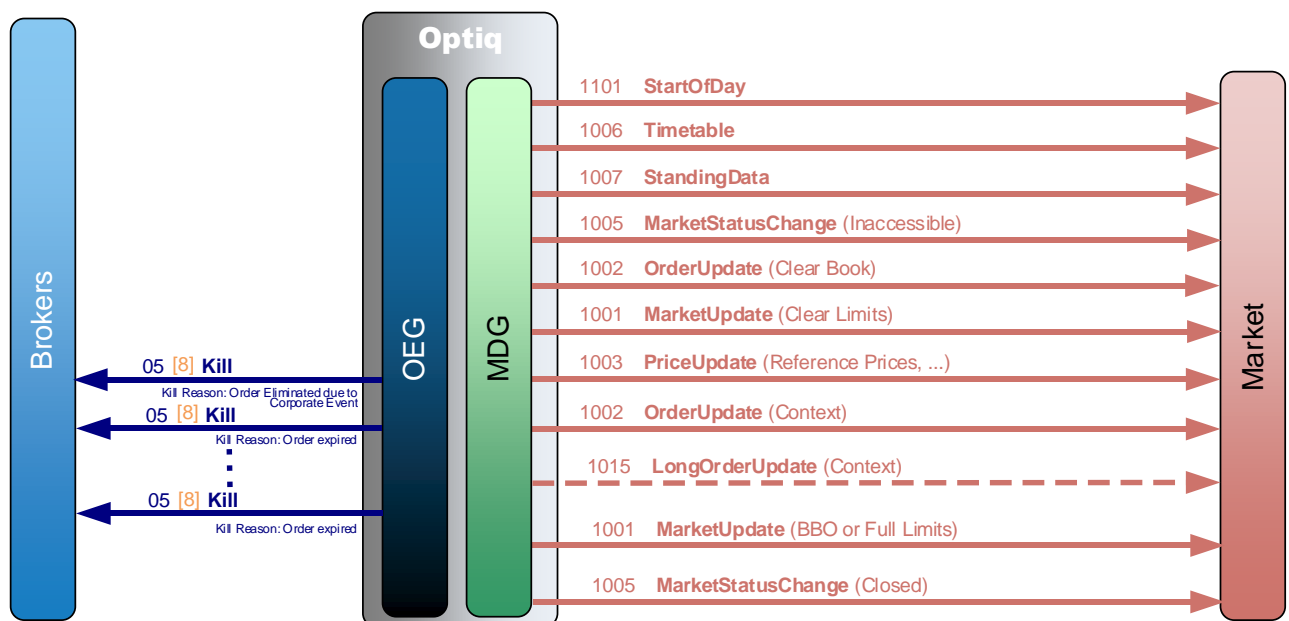 Optiq
Brokers
OEG
MDG
Market
1101 StartOfDay
1006 Timetable
1007 StandingData
1005 MarketStatusChange (Inaccessible)
1002 OrderUpdate (Clear Book)
1001 MarketUpdate (Clear Limits)
05 [8] Kill
Kill Reason: Order Eliminated due to
Corporate Event
1003 PriceUpdate (Reference Prices, ...)
05 [8] Kill
Kill Reason: Order expired
1002 OrderUpdate (Context)
1015 LongOrderUpdate (Context)
05 [8] Kill
Kill Reason: Order expired
1001 MarketUpdate (BBO or Full Limits)
1005 MarketStatusChange (Closed)